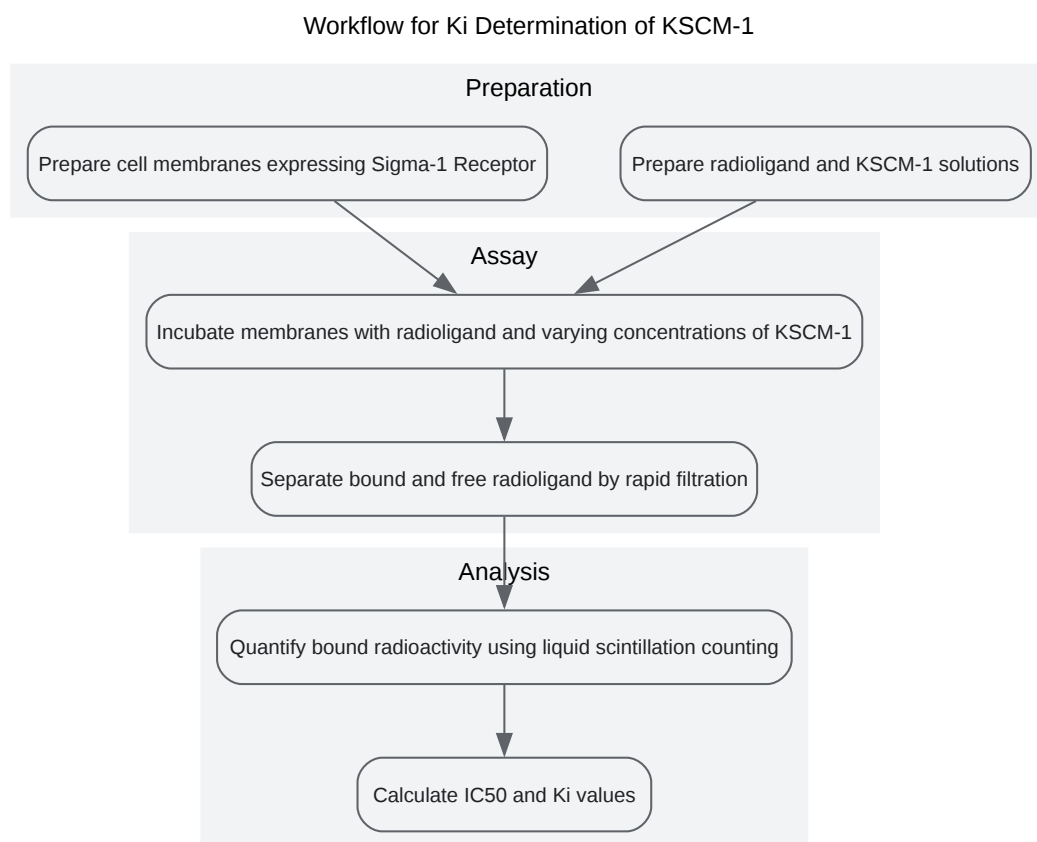 Workflow for Ki Determination of KSCM-1
Preparation
Prepare cell membranes expressing Sigma-1 Receptor
Prepare radioligand and KSCM-1 solutions
Assay
Incubate membranes with radioligand and varying concentrations of KSCM-1
Separate bound and free radioligand by rapid filtration
Analysis
Quantify bound radioactivity using liquid scintillation counting
Calculate IC50 and Ki values